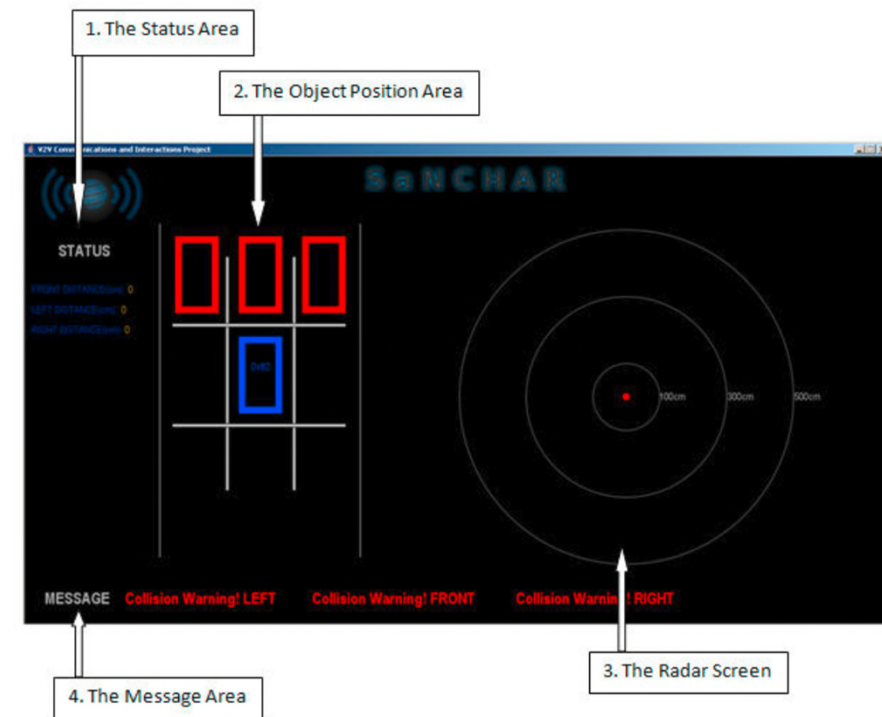 1. The Status Area
2. The Object Position Area
V2V Communications and Interactions Project
SaNCHAR
STATUS
FRONT DISTANCE(cm): 0
LEFT DISTANCE(cm): 0
RIGHT DISTANCE(cm): 0
0x82
100cm 300cm 500cm
MESSAGE Collision Warning! LEFT Collision Warning! FRONT Collision Warning! RIGHT
3. The Radar Screen
4. The Message Area